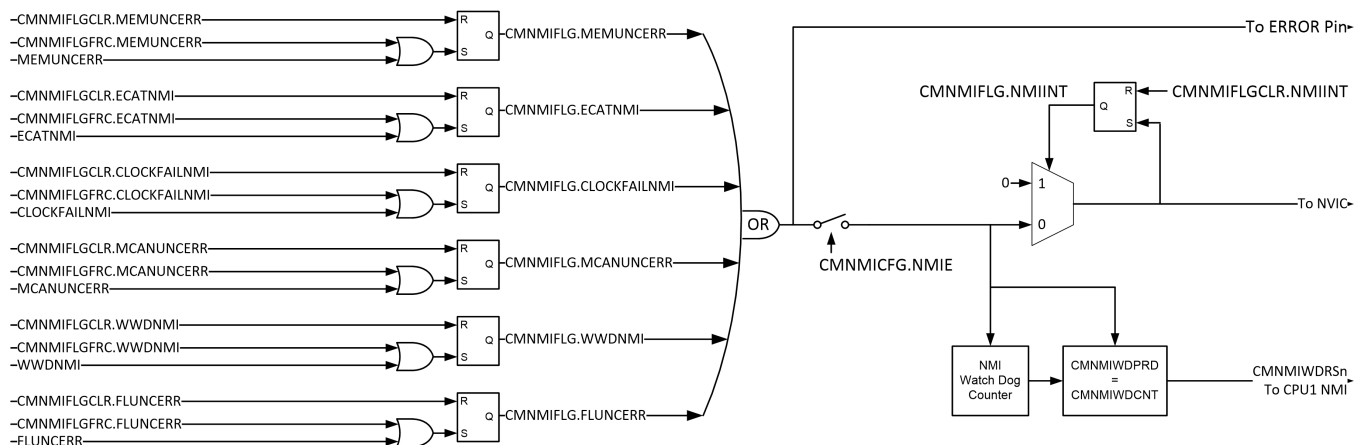 CMNMIFLGCLR.MEMUNCERR
CMNMIFLGFRC.MEMUNCERR
MEMUNCERR
R
S
Q
CMNMIFLG.MEMUNCERR
CMNMIFLGCLR.ECATNMI
CMNMIFLGFRC.ECATNMI
ECATNMI
R
S
Q
CMNMIFLG.ECATNMI
CMNMIFLGCLR.CLOCKFAILNMI
CMNMIFLGFRC.CLOCKFAILNMI
CLOCKFAILNMI
R
S
Q
CMNMIFLG.CLOCKFAILNMI
CMNMIFLGCLR.MCANUNCERR
CMNMIFLGFRC.MCANUNCERR
MCANUNCERR
R
S
Q
CMNMIFLG.MCANUNCERR
CMNMIFLGCLR.WWDNMI
CMNMIFLGFRC.WWDNMI
WWDNMI
R
S
Q
CMNMIFLG.WWDNMI
CMNMIFLGCLR.FLUNCERR
CMNMIFLGFRC.FLUNCERR
FLUNCERR
R
S
Q
CMNMIFLG.FLUNCERR
OR
To ERROR Pin
CMNMICFG.NMIE
CMNMIFLG.NMIINT
Q
R
S
CMNMIFLGCLR.NMIINT
0
1
0
To NVIC
NMI
Watch Dog
Counter
CMNMIWDPRD
=
CMNMIWDCNT
CMNMIWDRSn
To CPU1 NMI